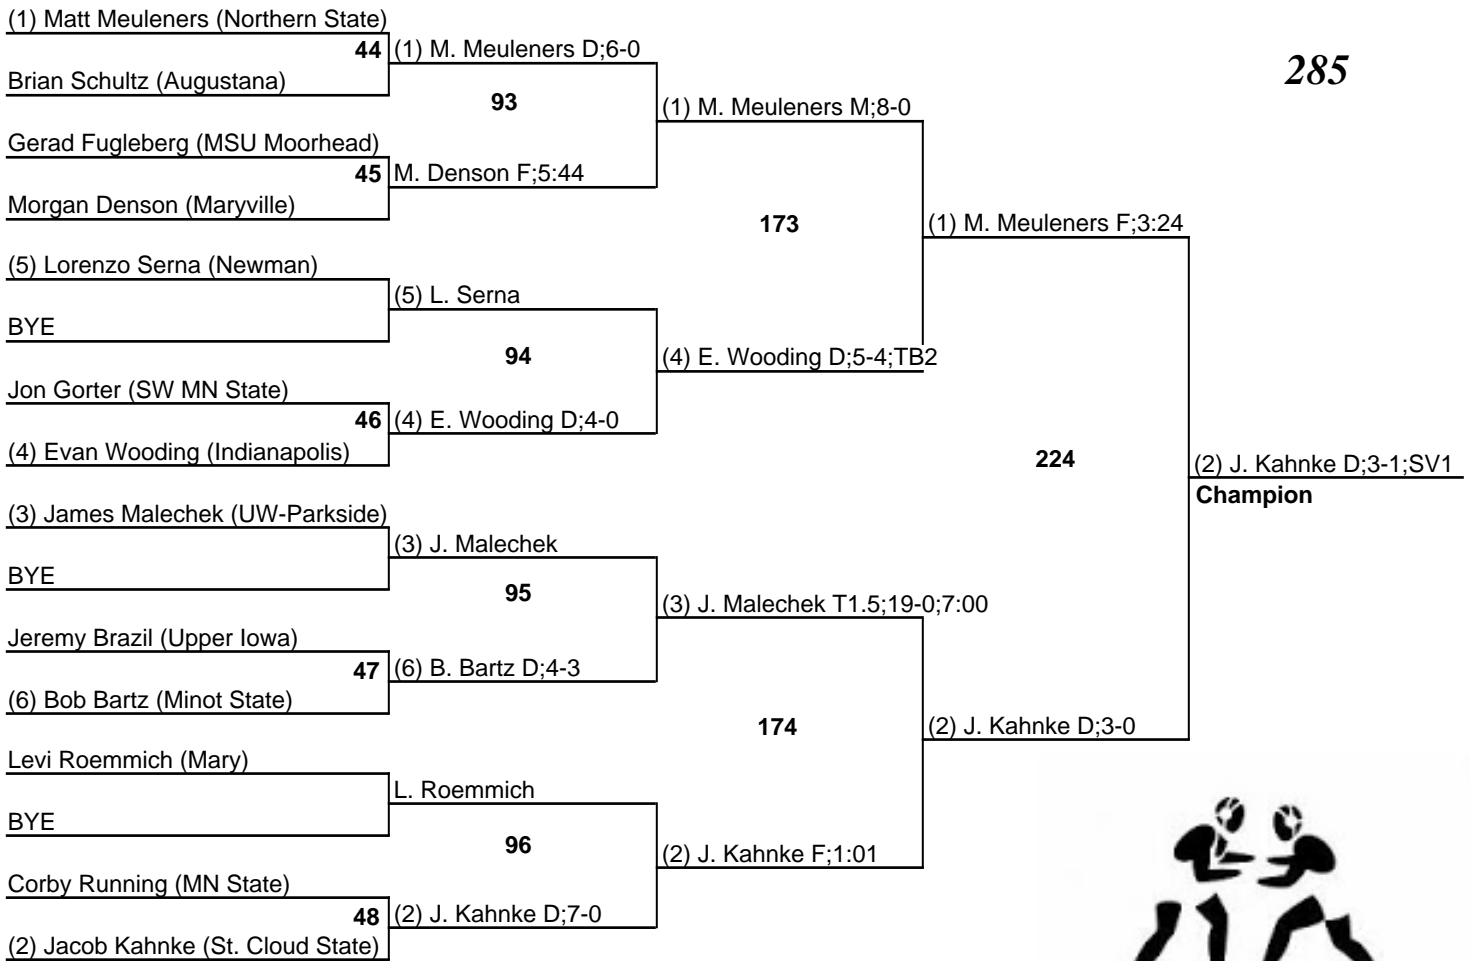 (1) Matt Meuleners (Northern State)
44
(1) M. Meuleners D;6-0
Brian Schultz (Augustana)
285
93
(1) M. Meuleners M;8-0
Gerad Fugleberg (MSU Moorhead)
45
M. Denson F;5:44
Morgan Denson (Maryville)
173
(1) M. Meuleners F;3:24
(5) Lorenzo Serna (Newman)
(5) L. Serna
BYE
94
(4) E. Wooding D;5-4;TB2
Jon Gorter (SW MN State)
46
(4) E. Wooding D;4-0
(4) Evan Wooding (Indianapolis)
224
(2) J. Kahnke D;3-1;SV1
Champion
(3) James Malechek (UW-Parkside)
(3) J. Malechek
BYE
95
(3) J. Malechek T1.5;19-0;7:00
Jeremy Brazil (Upper Iowa)
47
(6) B. Bartz D;4-3
(6) Bob Bartz (Minot State)
174
(2) J. Kahnke D;3-0
Levi Roemmich (Mary)
L. Roemmich
BYE
96
(2) J. Kahnke F;1:01
Corby Running (MN State)
48
(2) J. Kahnke D;7-0
(2) Jacob Kahnke (St. Cloud State)